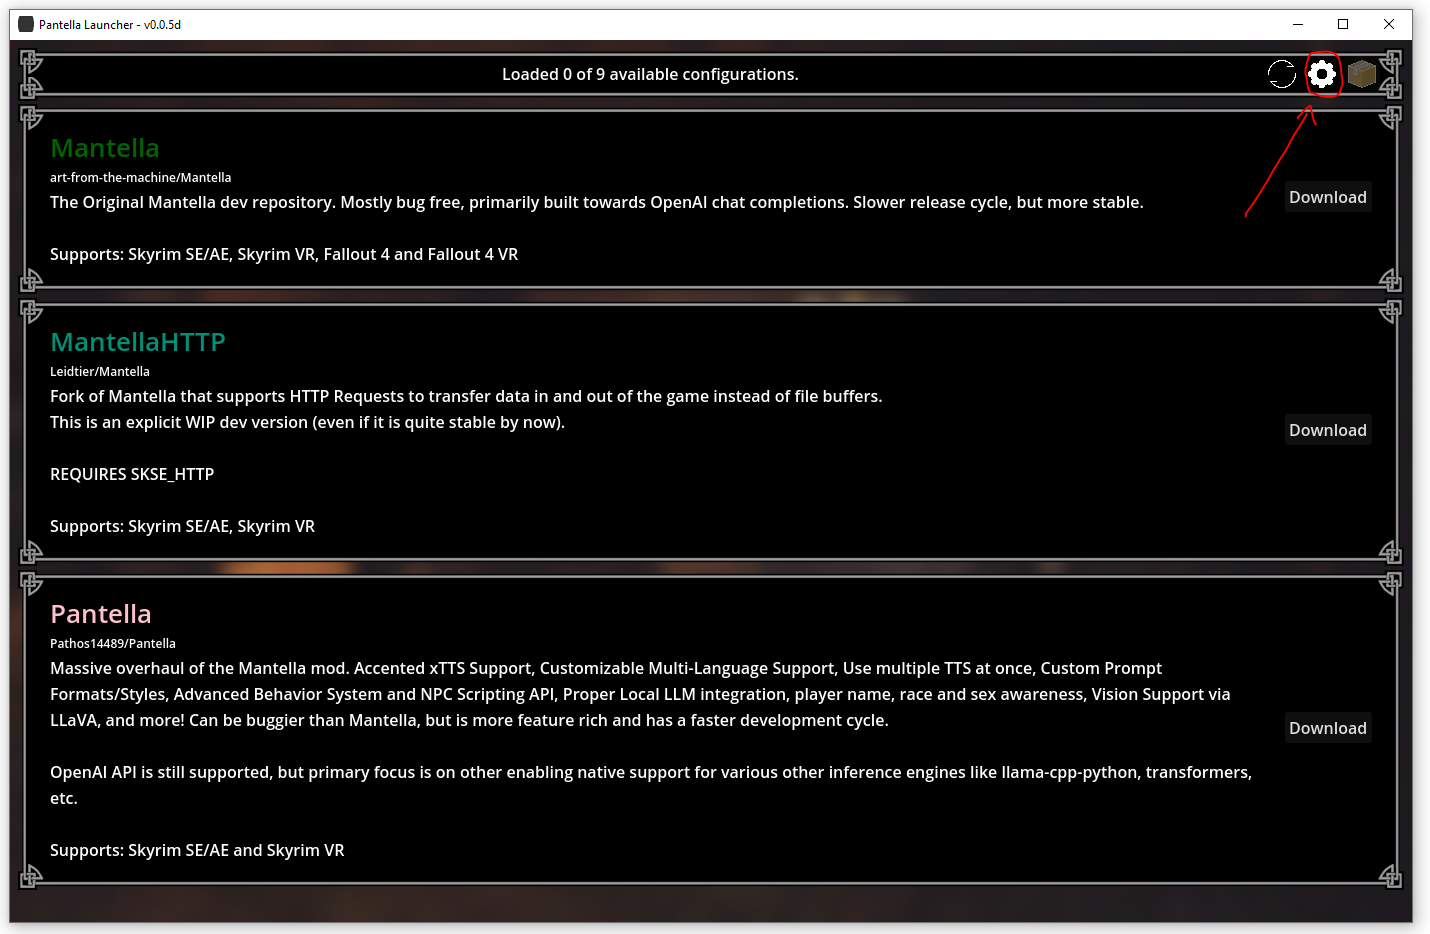 Pantella Launcher - v0.0.5d
Loaded 0 of 9 available configurations.
Mantella
art-from-the-machine/Mantella
The Original Mantella dev repository. Mostly bug free, primarily built towards OpenAI chat completions. Slower release cycle, but more stable.
Download
Supports: Skyrim SE/AE, Skyrim VR, Fallout 4 and Fallout 4 VR
MantellaHTTP
Leidtier/Mantella
Fork of Mantella that supports HTTP Requests to transfer data in and out of the game instead of file buffers.
This is an explicit WIP dev version (even if it is quite stable by now).
Download
REQUIRES SKSE_HTTP
Supports: Skyrim SE/AE, Skyrim VR
Pantella
Pathos14489/Pantella
Massive overhaul of the Mantella mod. Accented xTTS Support, Customizable Multi-Language Support, Use multiple TTS at once, Custom Prompt
Formats/Styles, Advanced Behavior System and NPC Scripting API, Proper Local LLM integration, player name, race and sex awareness, Vision Support via
LLaVA, and more! Can be buggier than Mantella, but is more feature rich and has a faster development cycle.
Download
OpenAI API is still supported, but primary focus is on other enabling native support for various other inference engines like llama-cpp-python, transformers,
etc.
Supports: Skyrim SE/AE and Skyrim VR